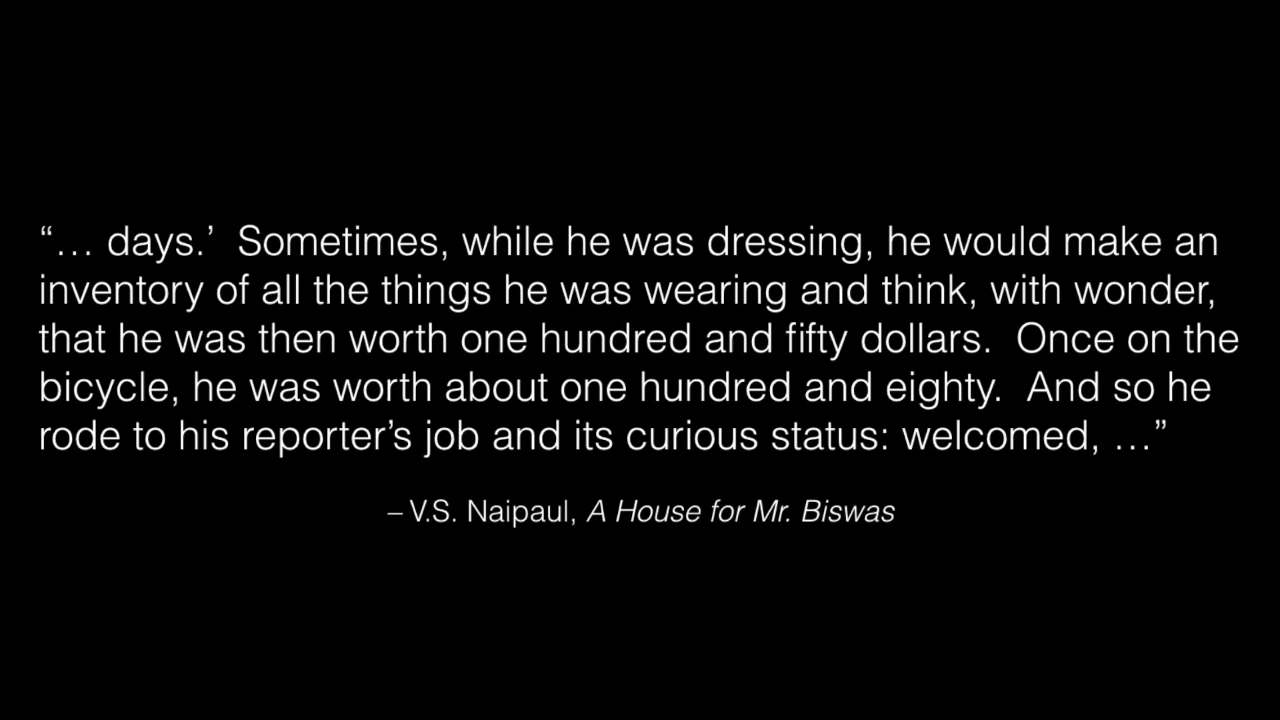 “… days.’  Sometimes, while he was dressing, he would make an
inventory of all the things he was wearing and think, with wonder,
that he was then worth one hundred and fifty dollars.  Once on the
bicycle, he was worth about one hundred and eighty.  And so he
rode to his reporter’s job and its curious status: welcomed, …”
– V.S. Naipaul, A House for Mr. Biswas